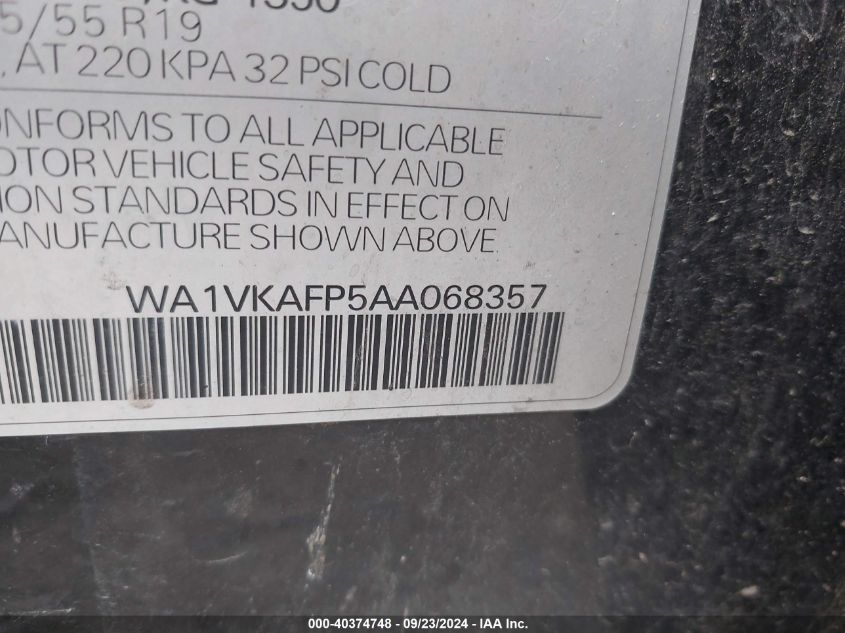 5/55 R19
, AT 220 KPA 32 PSI COLD
ONFORMS TO ALL APPLICABLE
OTOR VEHICLE SAFETY AND
ION STANDARDS IN EFFECT ON
ANUFACTURE SHOWN ABOVE.
WA1VKAFP5AA068357
000-40374748 - 09/23/2024 - IAA Inc.